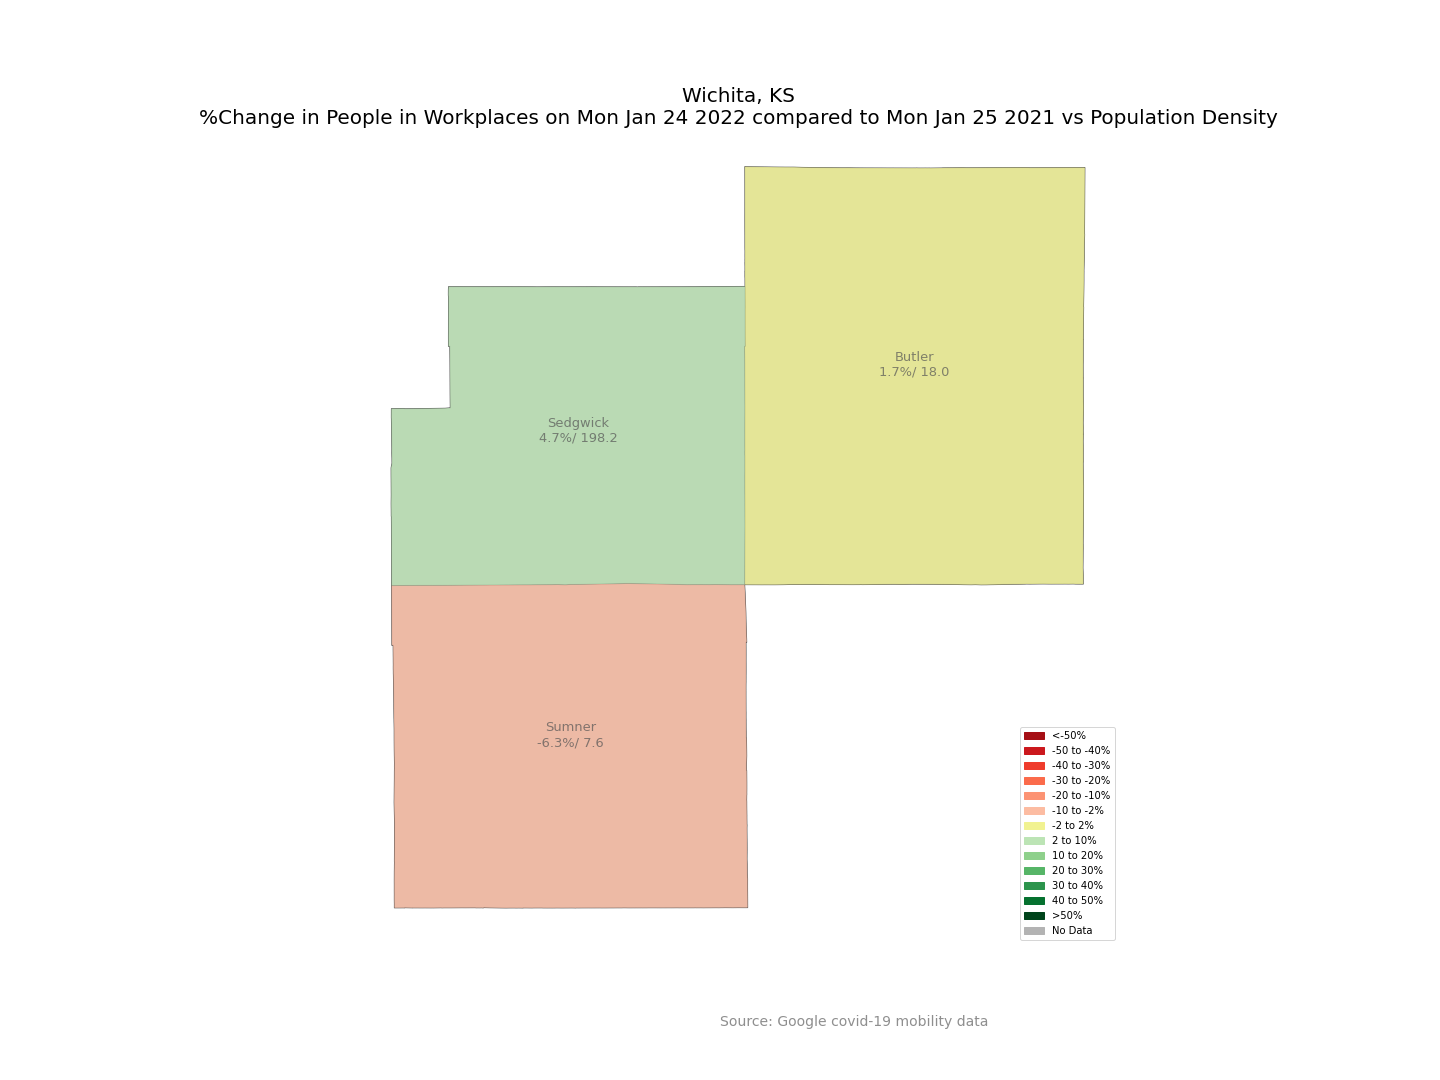 Wichita, KS
%Change in People in Workplaces on Mon Jan 24 2022 compared to Mon Jan 25 2021 vs Population Density
Butler
1.7%/ 18.0
Sedgwick
4.7%/ 198.2
Sumner
-6.3%/ 7.6
<-50%
-50 to -40%
-40 to -30%
-30 to -20%
-20 to -10%
-10 to -2%
-2 to 2%
2 to 10%
10 to 20%
20 to 30%
30 to 40%
40 to 50%
>50%
No Data
Source: Google covid-19 mobility data